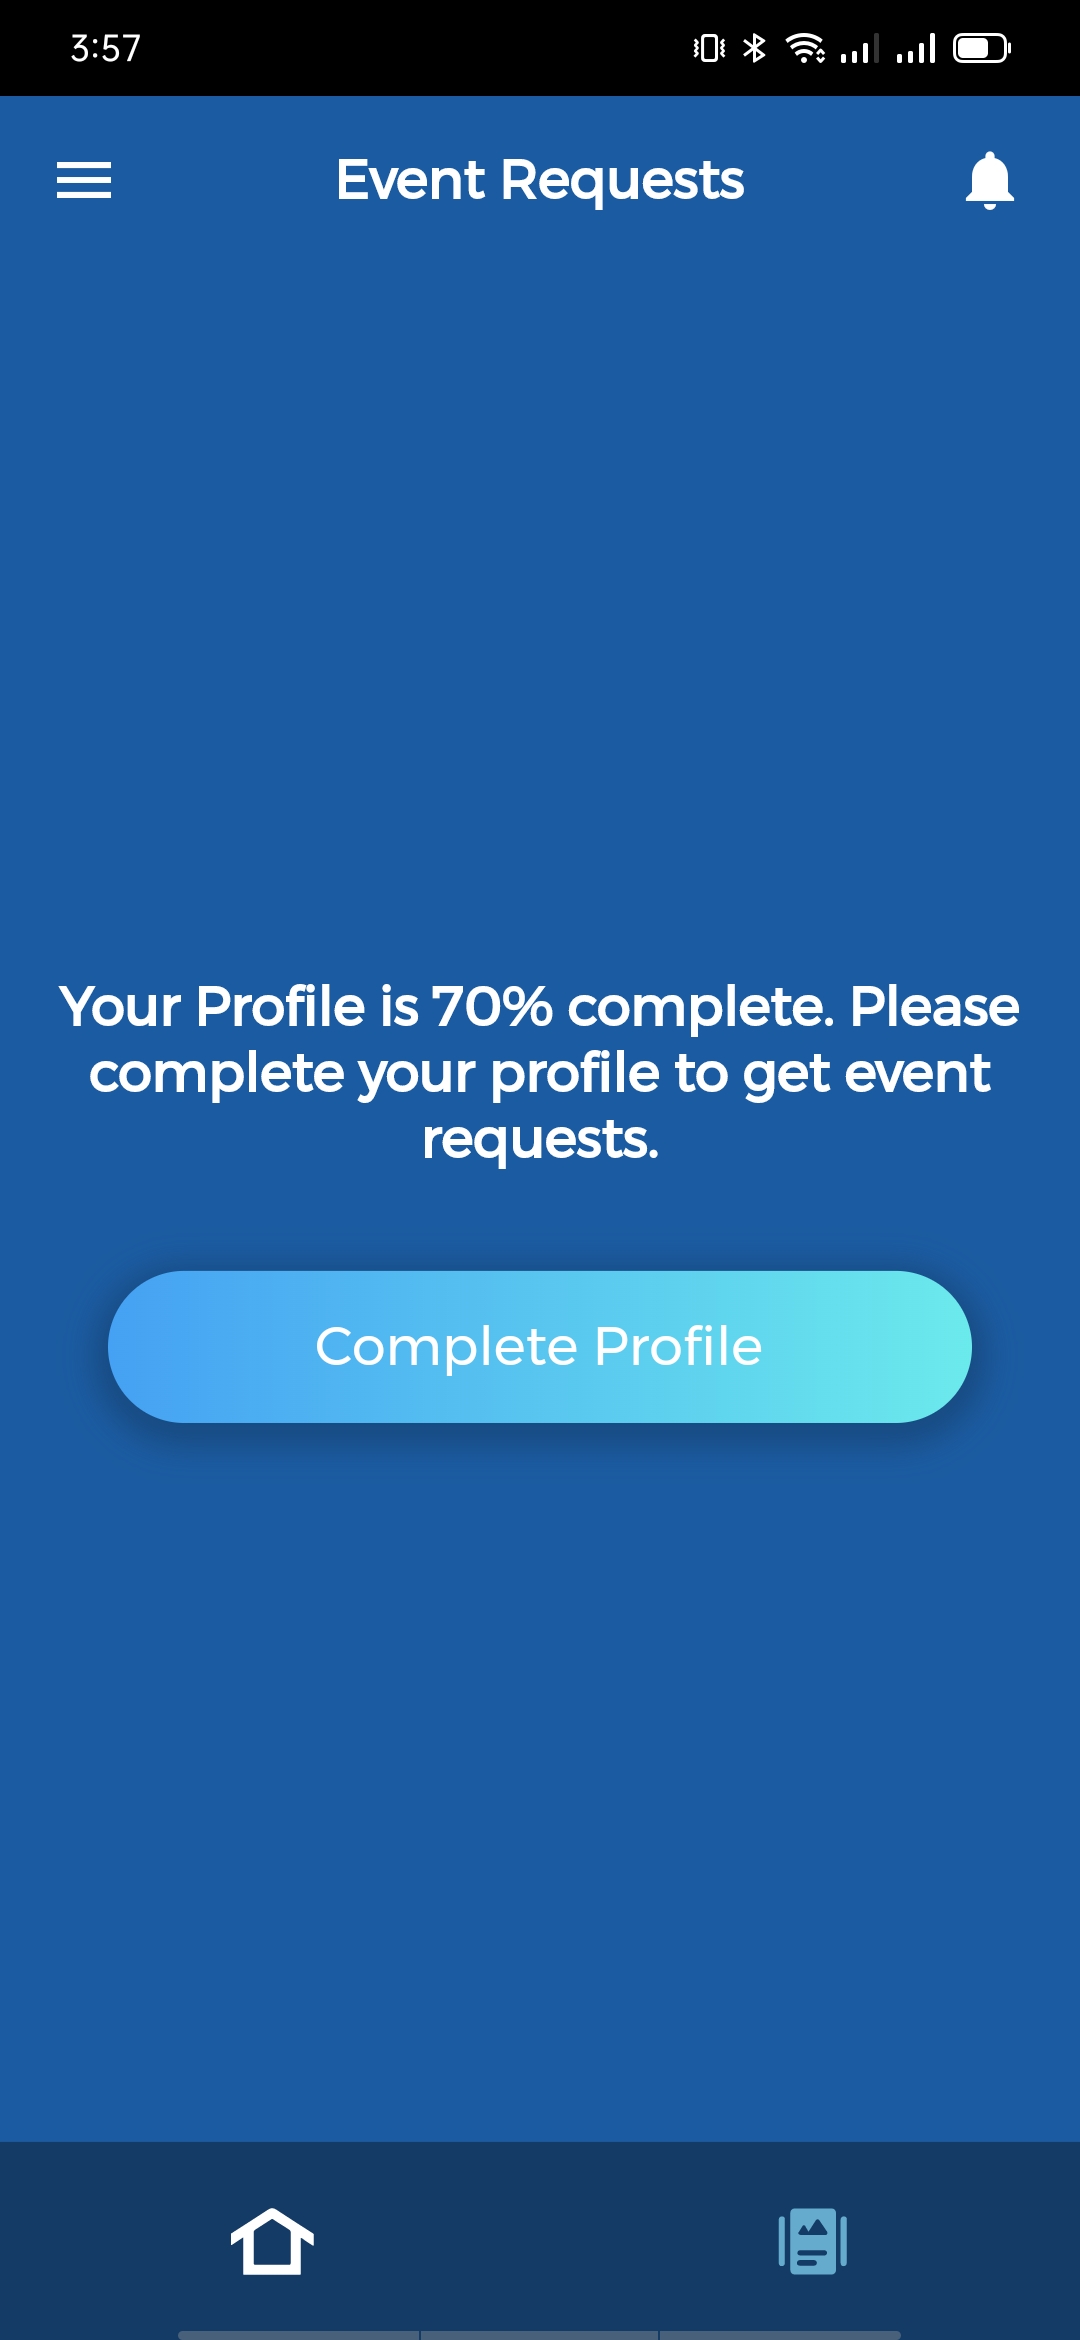 3:57
Event Requests
Your Profile is 70% complete. Please
complete your profile to get event
requests.
Complete Profile